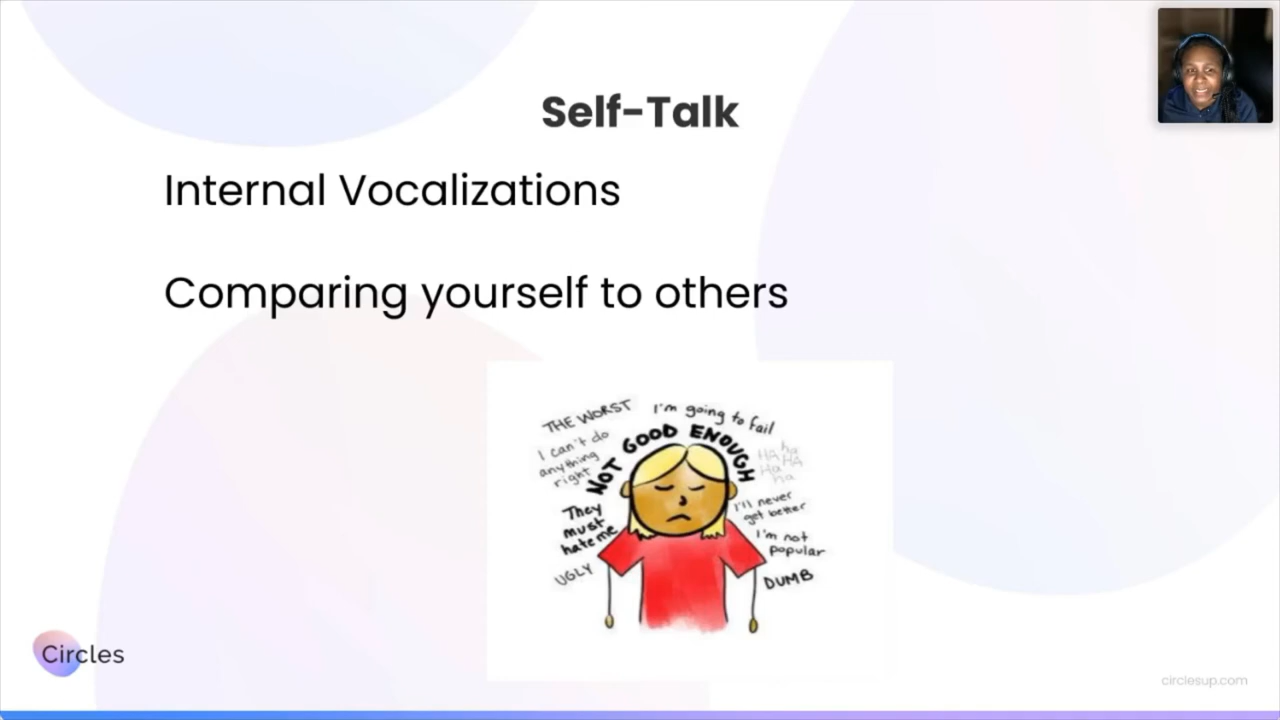 Self-Talk
Internal Vocalizations
Comparing yourself to others
THE WORST
I'm going to fail
I can't do
anything
right
NOT GOOD ENOUGH
HA ha
Ha HA
ha
They
must
hate me
I'll never
get better
I'm not
popular
UGLY
DUMB
Circles
circlesup.com